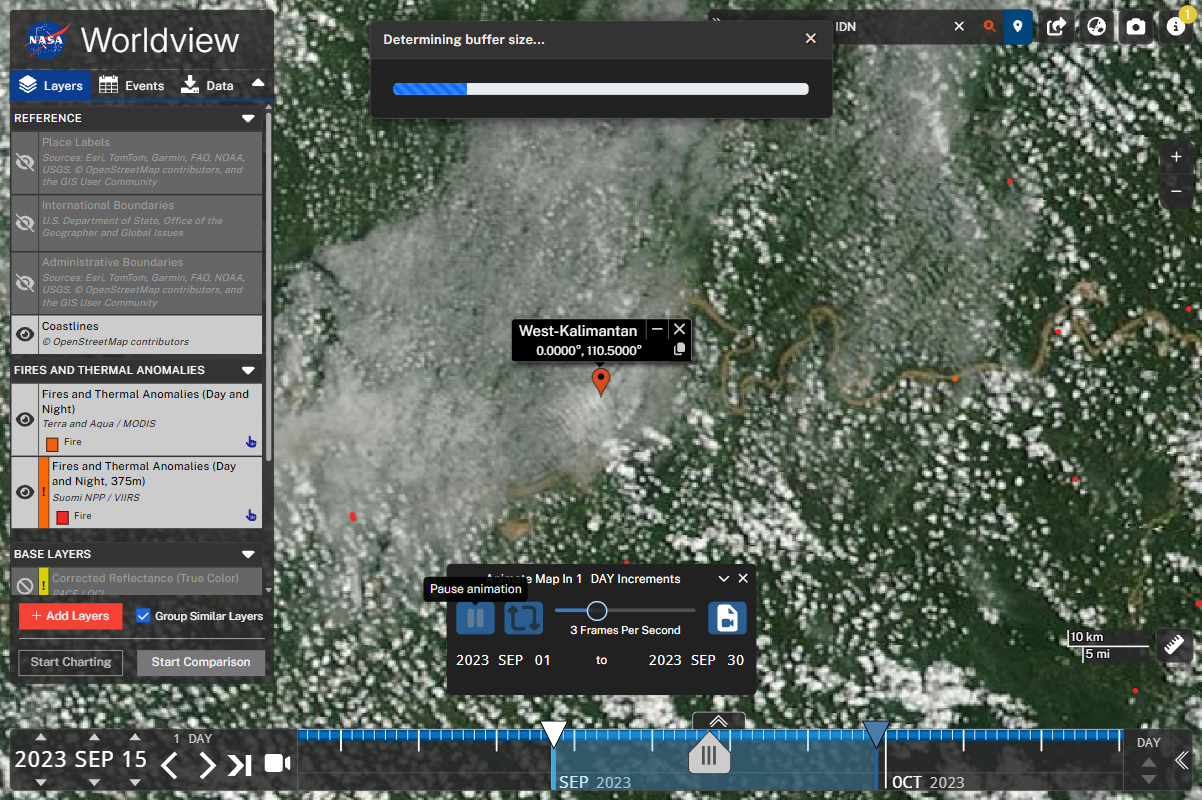 NASA
Worldview
Layers
Events
Data
REFERENCE
Place Labels
Sources: Esri, TomTom, Garmin, FAO, NOAA,
USGS, © OpenStreetMap contributors, and
the GIS User Community
International Boundaries
U.S. Department of State, Office of the
Geographer and Global Issues
Administrative Boundaries
Sources: Esri, TomTom, Garmin, FAO, NOAA,
USGS, © OpenStreetMap contributors, and
the GIS User Community
Coastlines
© OpenStreetMap contributors
FIRES AND THERMAL ANOMALIES
Fires and Thermal Anomalies (Day and
Night)
Terra and Aqua / MODIS
Fire
!
Fires and Thermal Anomalies (Day
and Night, 375m)
Suomi NPP / VIIRS
Fire
BASE LAYERS
!
Corrected Reflectance (True Color)
PACE / OCI
+ Add Layers
Group Similar Layers
Start Charting
Start Comparison
Determining buffer size...
IDN
1
+
−
West-Kalimantan
0.0000°, 110.5000°
Animate Map In 1 DAY Increments
Pause animation
3 Frames Per Second
2023 SEP 01 to 2023 SEP 30
10 km
5 mi
1 DAY
2023 SEP 15
SEP 2023
OCT 2023
DAY